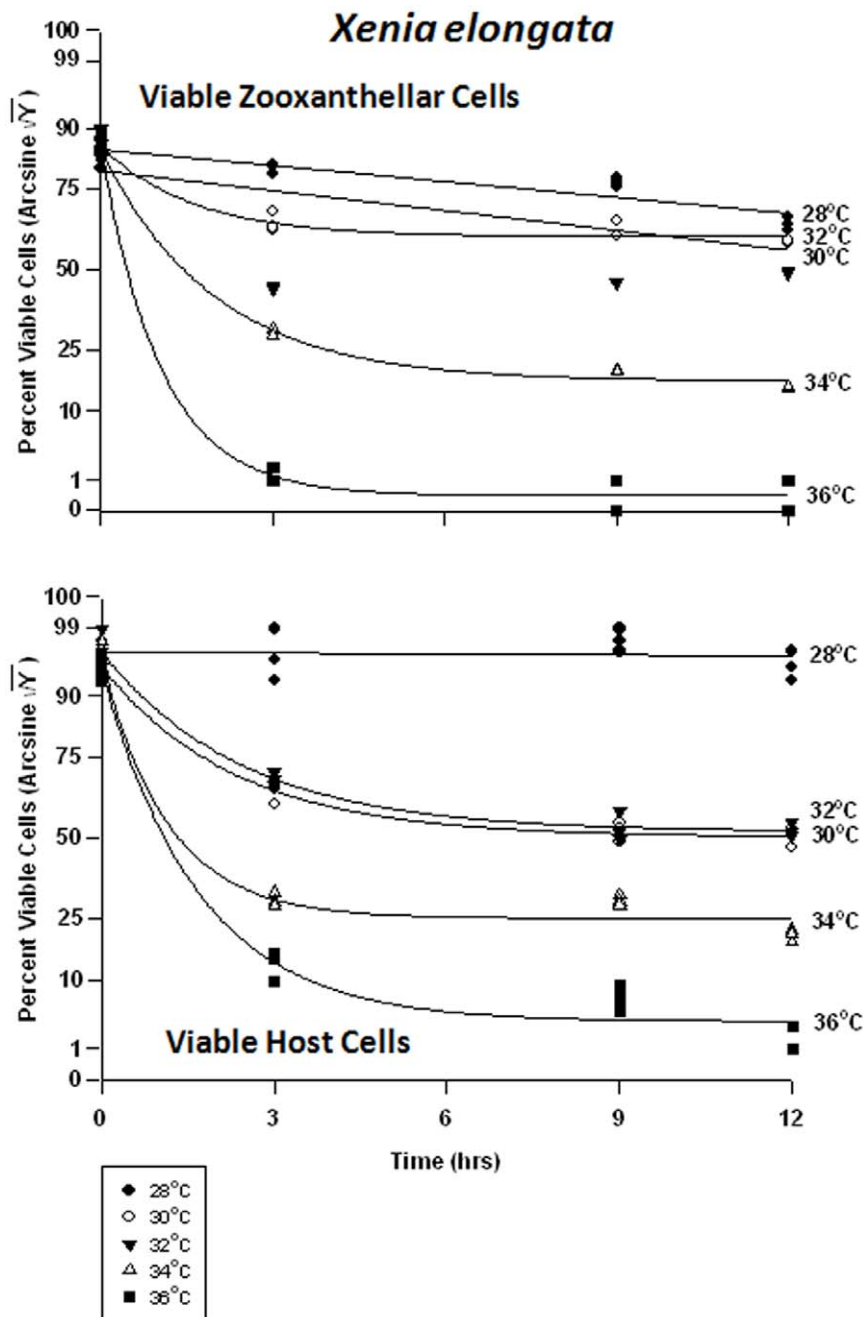 Xenia elongata
Viable Zooxanthellar Cells
Percent Viable Cells (Arcsine √Y)
100
99
90
75
50
25
10
1
0
28°C
32°C
30°C
34°C
36°C
Percent Viable Cells (Arcsine √Y)
100
99
90
75
50
25
10
1
0
28°C
32°C
30°C
34°C
36°C
Viable Host Cells
0 3 6 9 12
Time (hrs)
28°C
30°C
32°C
34°C
36°C